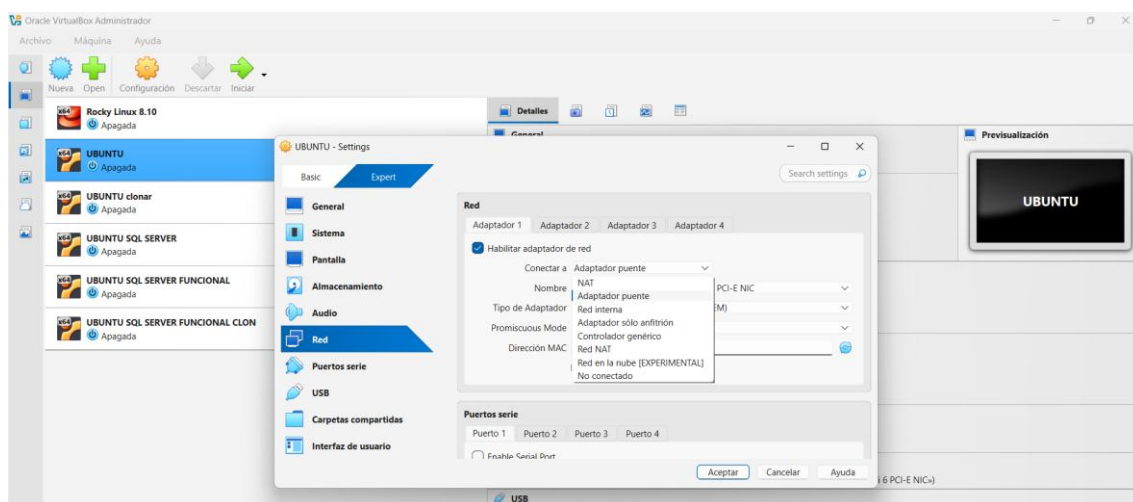 Oracle VirtualBox Administrador
Archivo Máquina Ayuda
Nueva Open Configuración Descartar Iniciar
Rocky Linux 8.10
Apagada
UBUNTU
Apagada
UBUNTU clonar
Apagada
UBUNTU SQL SERVER
Apagada
UBUNTU SQL SERVER FUNCIONAL
Apagada
UBUNTU SQL SERVER FUNCIONAL CLON
Apagada
Detalles
General
Previsualización
UBUNTU
UBUNTU - Settings
Basic Expert
Search settings
General
Sistema
Pantalla
Almacenamiento
Audio
Red
Puertos serie
USB
Carpetas compartidas
Interfaz de usuario
Red
Adaptador 1 Adaptador 2 Adaptador 3 Adaptador 4
Habilitar adaptador de red
Conectar a Adaptador puente
Nombre PCI-E NIC
Tipo de Adaptador
Promiscuous Mode
Dirección MAC
NAT
Adaptador puente
Red interna
Adaptador sólo anfitrión
Controlador genérico
Red NAT
Red en la nube [EXPERIMENTAL]
No conectado
Puertos serie
Puerto 1 Puerto 2 Puerto 3 Puerto 4
Enable Serial Port
Aceptar Cancelar Ayuda
6 PCI-E NIC»)
USB